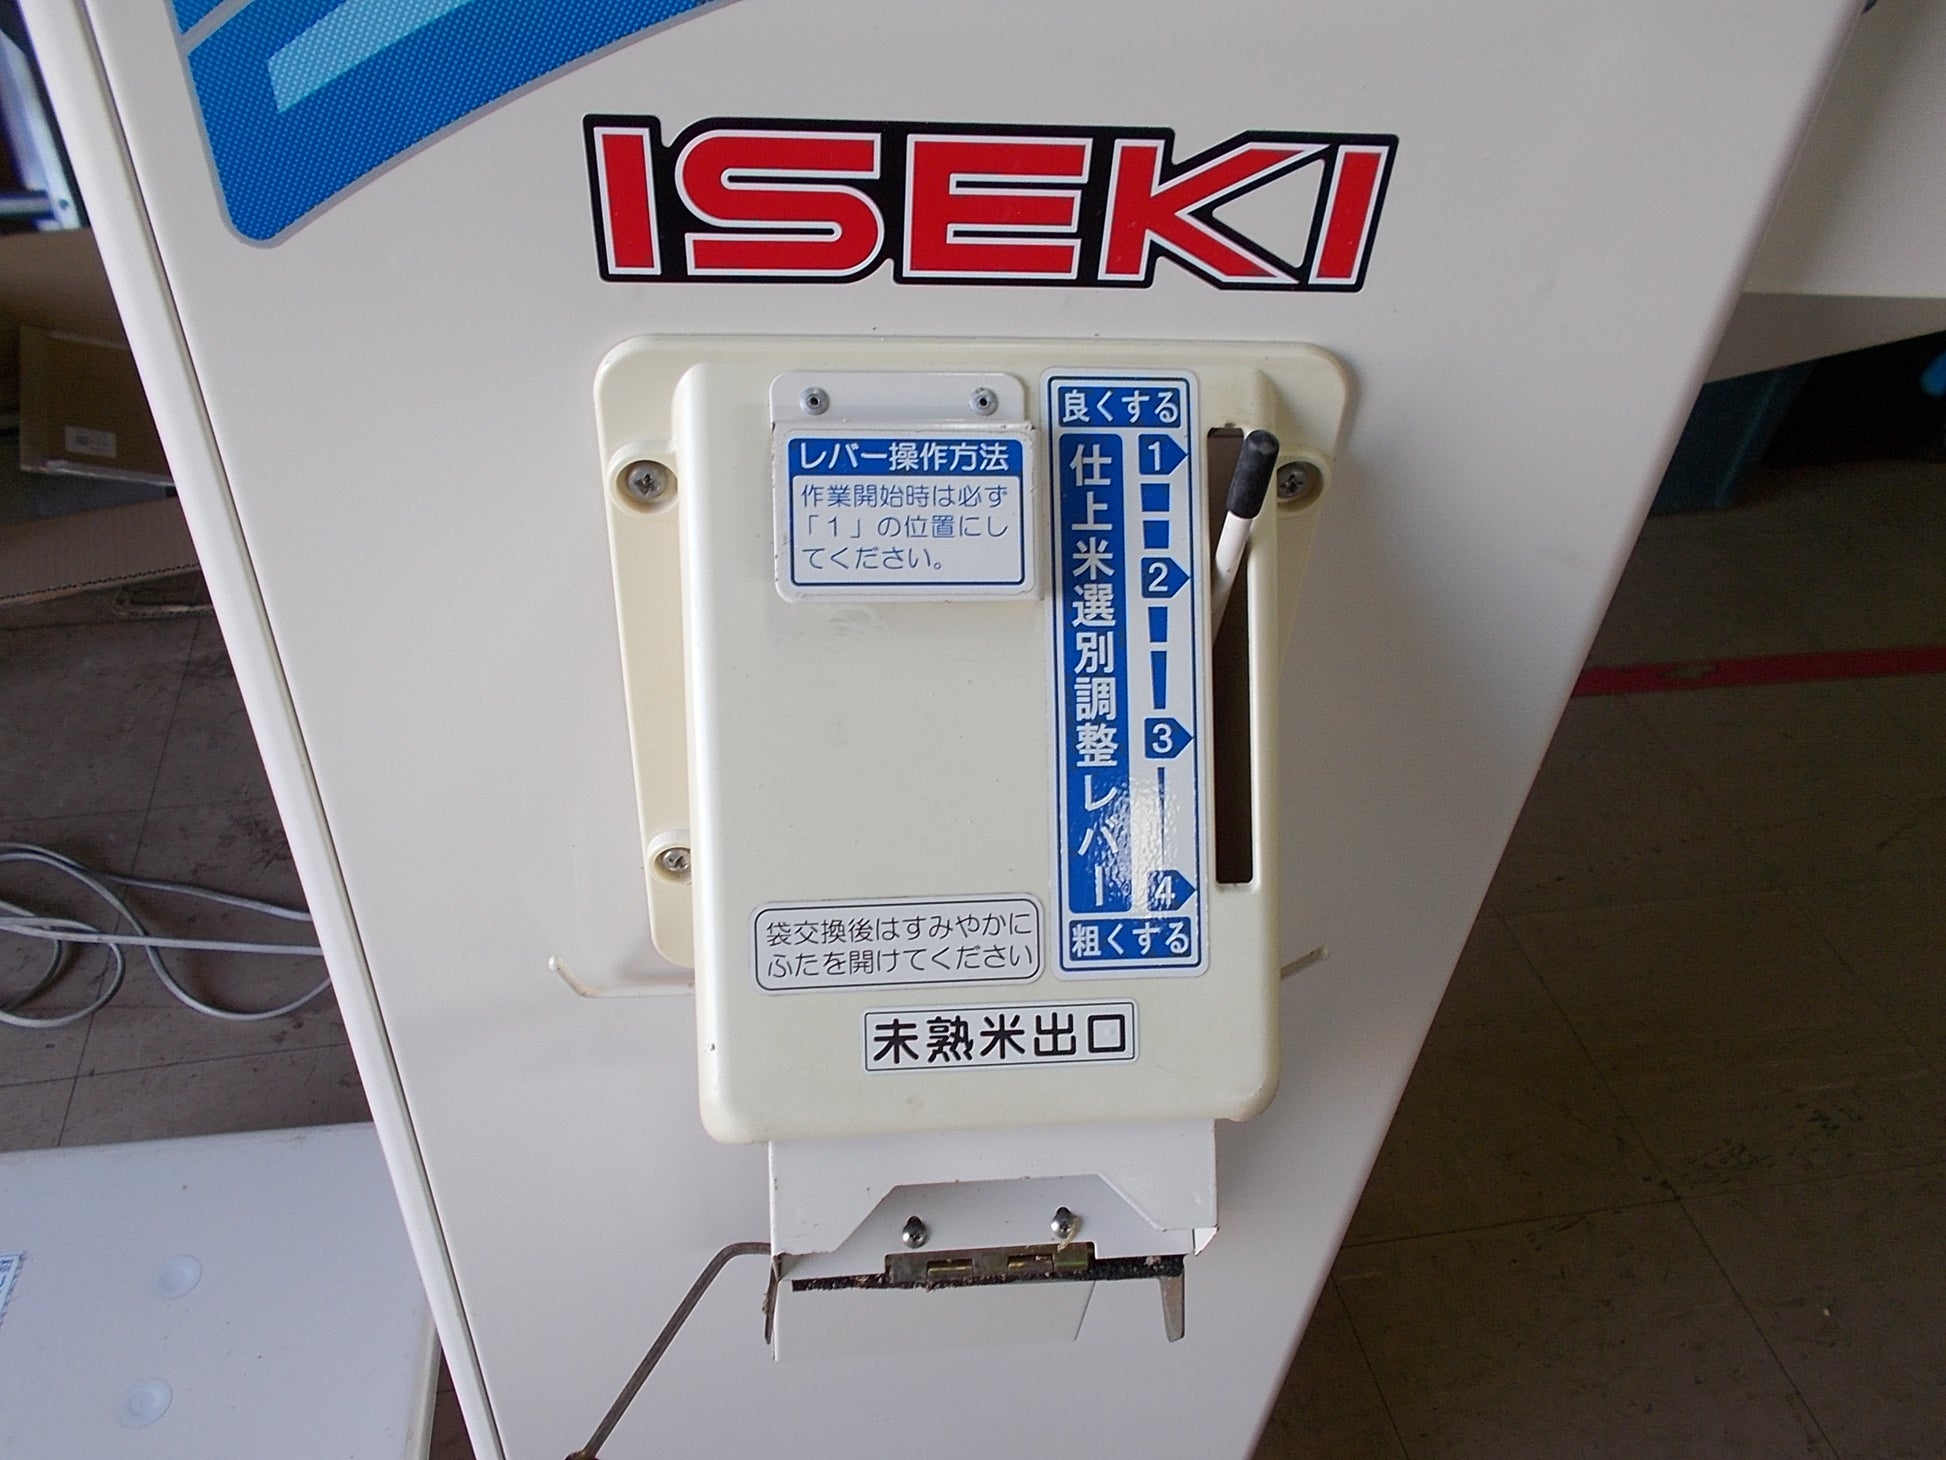 ISEKI
レバー操作方法
作業開始時は必ず
「1」の位置にし
てください。
良くする
仕上米選別調整レバー
1
2
3
4
粗くする
袋交換後はすみやかに
ふたを開けてください
未熟米出口